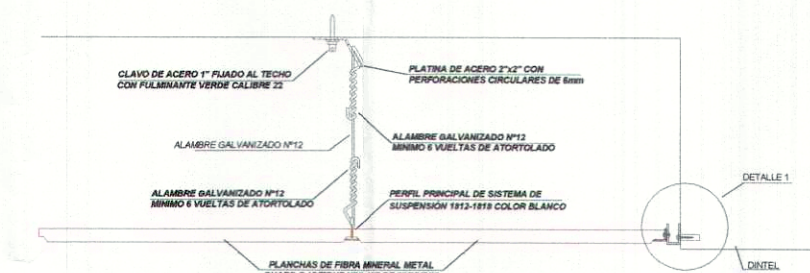 CLAVO DE ACERO 1" FIJADO AL TECHO
CON FULMINANTE VERDE CALIBRE 22
PLATINA DE ACERO 2"x2" CON
PERFORACIONES CIRCULARES DE 6mm
ALAMBRE GALVANIZADO Nº12
ALAMBRE GALVANIZADO Nº12
MINIMO 6 VUELTAS DE ATORTOLADO
ALAMBRE GALVANIZADO Nº12
MINIMO 6 VUELTAS DE ATORTOLADO
PERFIL PRINCIPAL DE SISTEMA DE
SUSPENSIÓN 1812-1818 COLOR BLANCO
DETALLE 1
PLANCHAS DE FIBRA MINERAL METAL
DINTEL